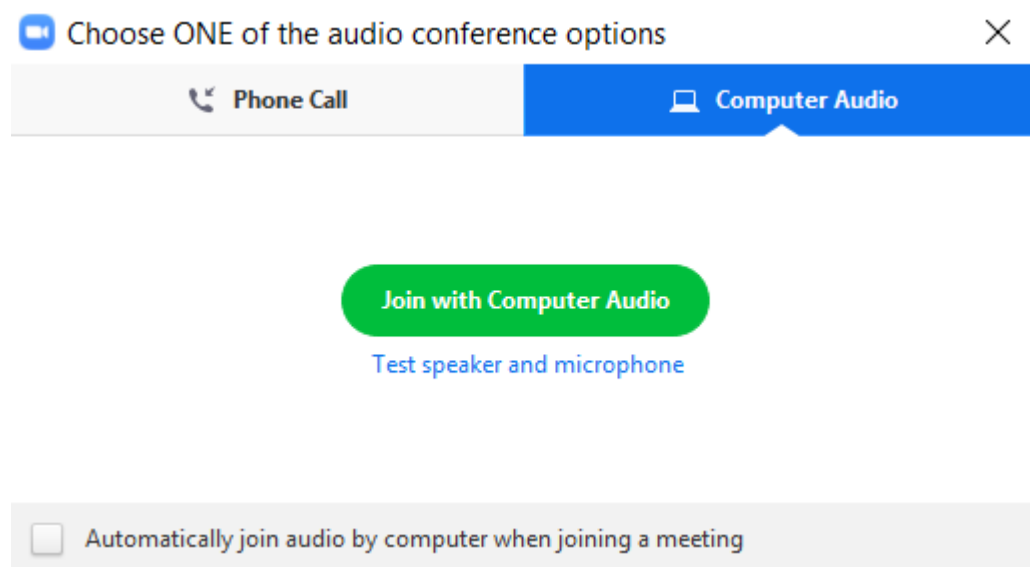 Choose ONE of the audio conference options
Phone Call
Computer Audio
Join with Computer Audio
Test speaker and microphone
Automatically join audio by computer when joining a meeting